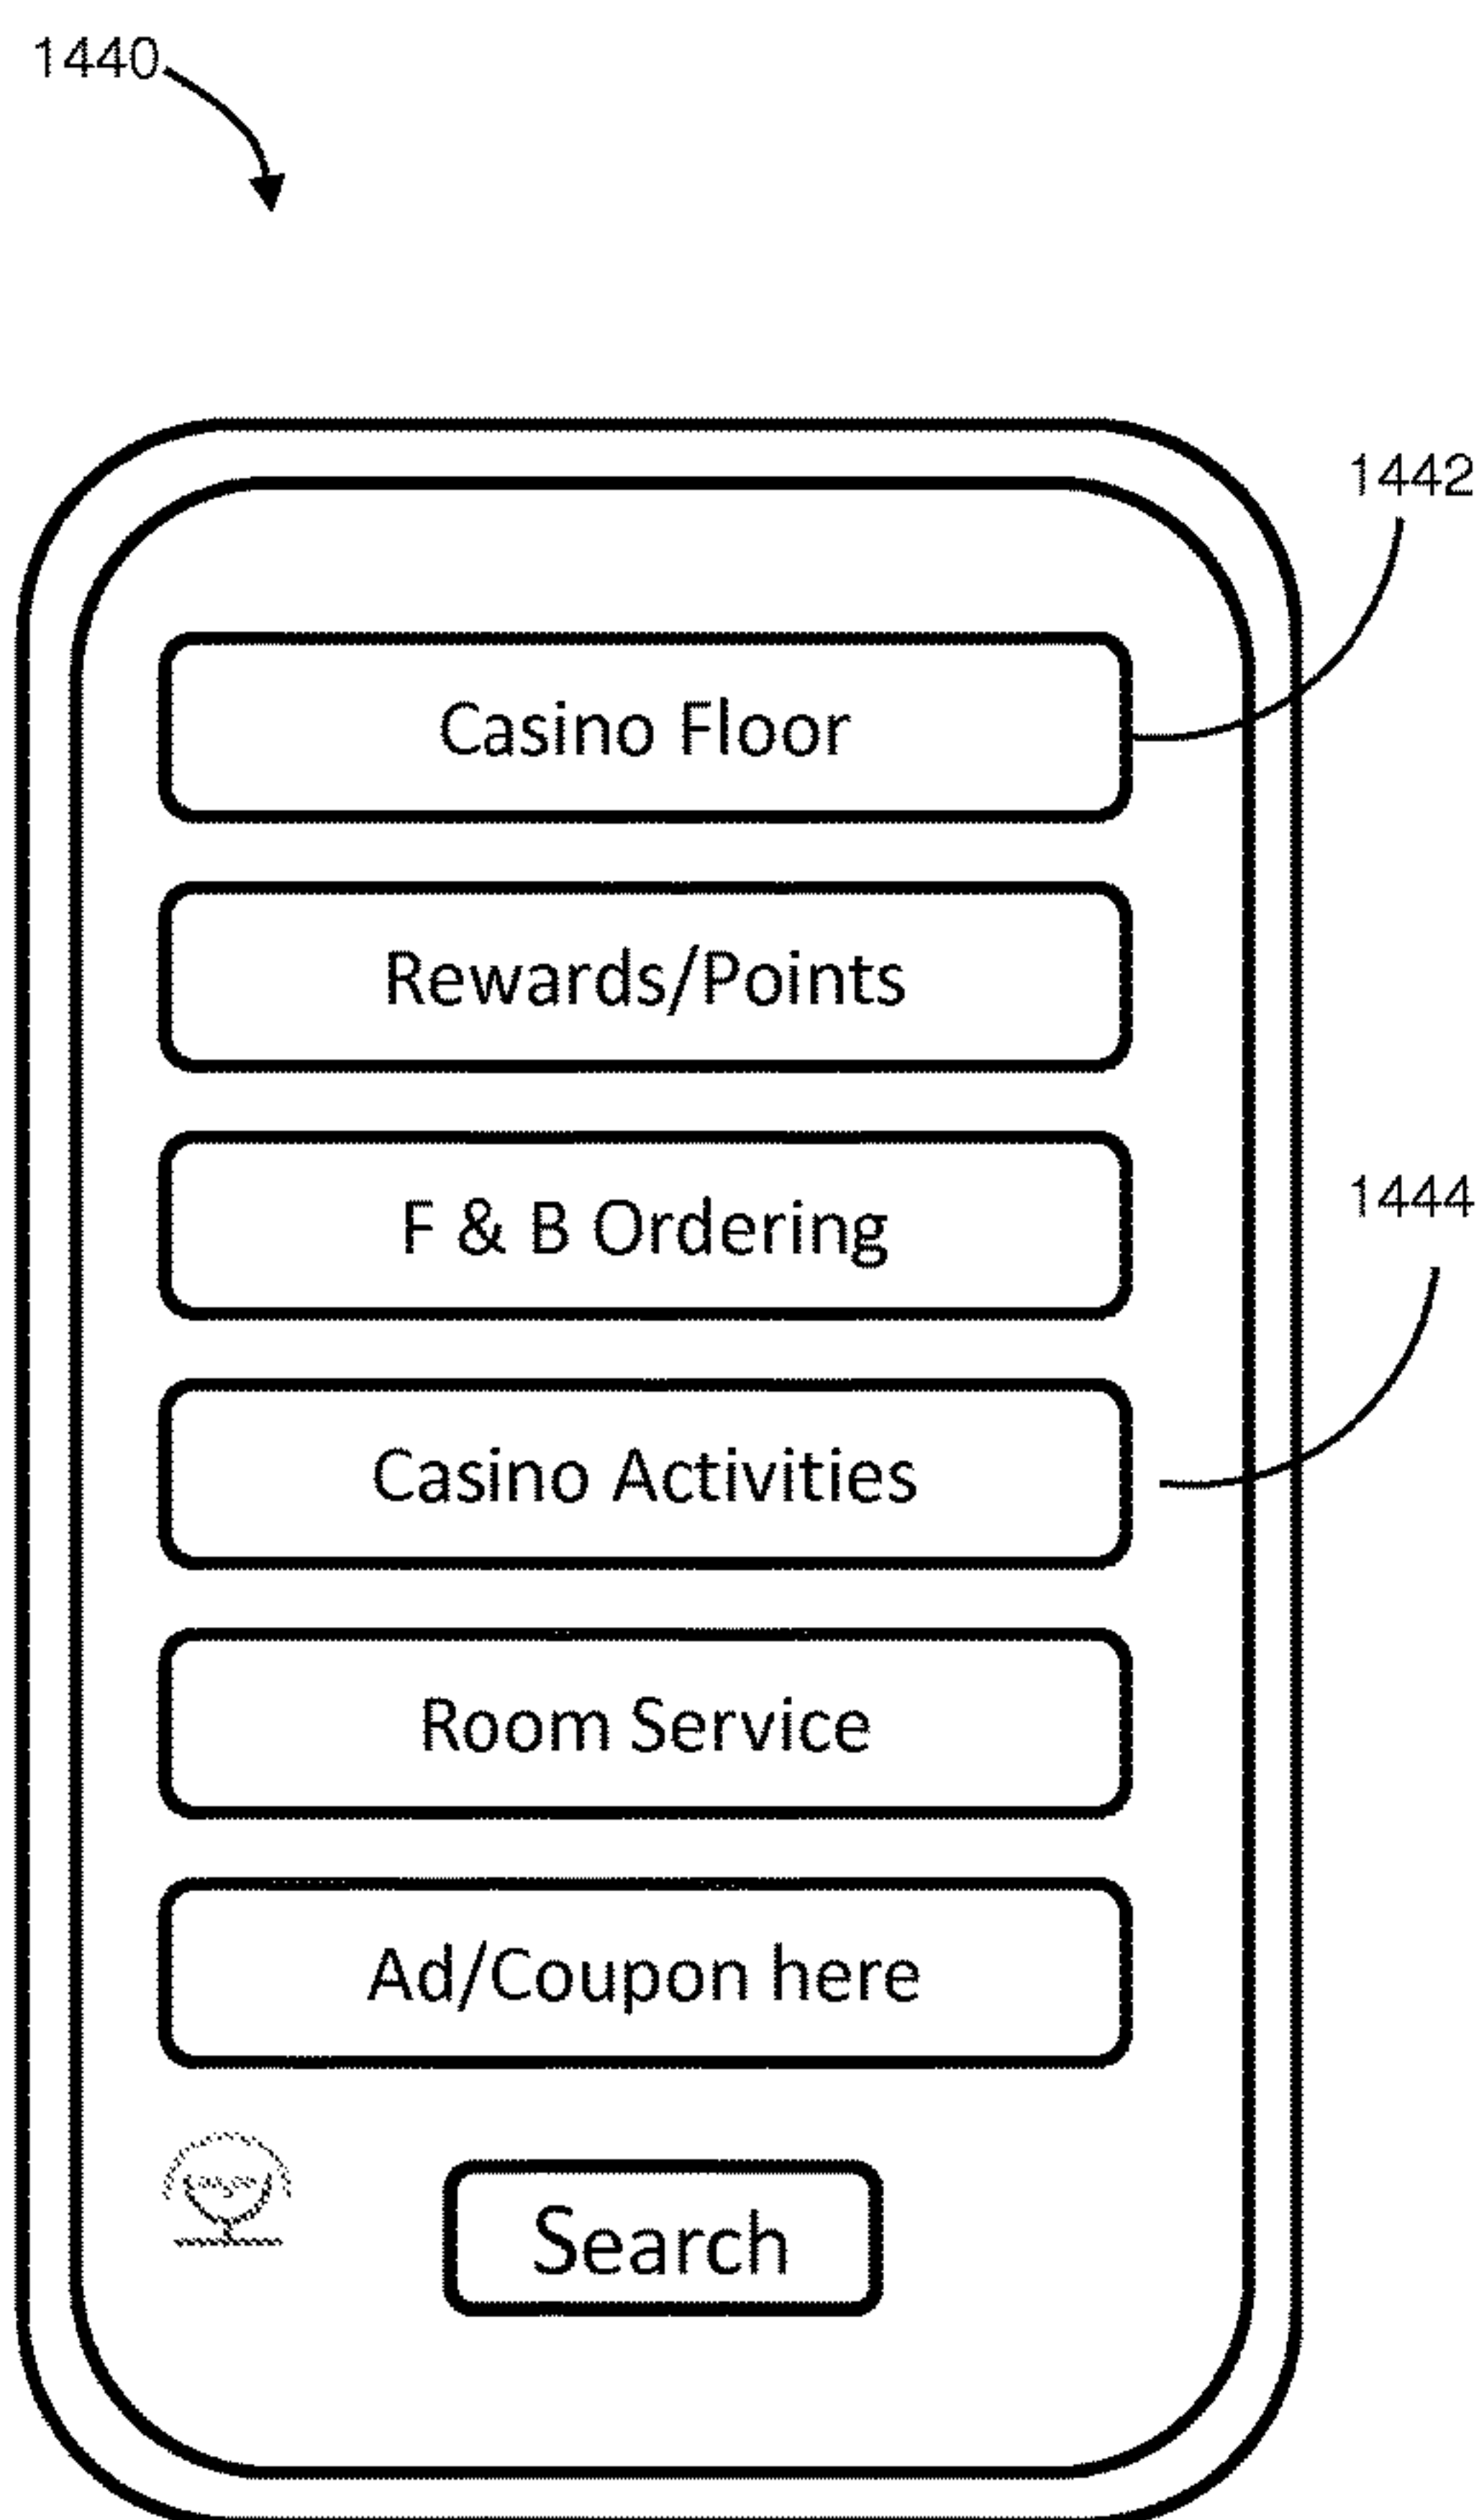 1440
1442
Casino Floor
Rewards/Points
F & B Ordering
1444
Casino Activities
Room Service
Ad/Coupon here
Search